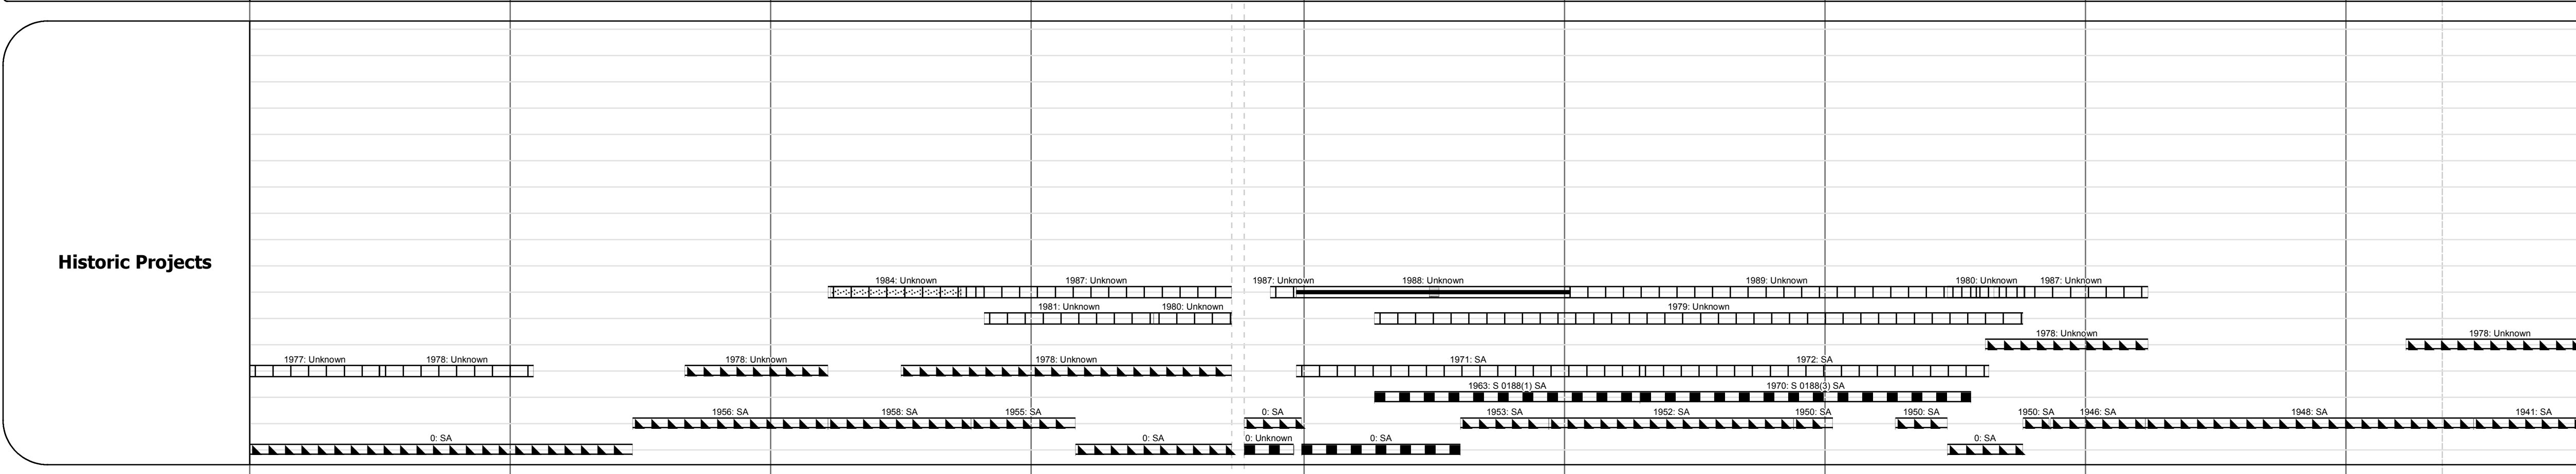 1984: Unknown 1987: Unknown 1987: Unknown 1988: Unknown 1989: Unknown 1980: Unknown 1987: Unknown
Historic Projects
1981: Unknown 1980: Unknown 1979: Unknown
1978: Unknown 1978: Unknown
1977: Unknown 1978: Unknown 1978: Unknown 1978: Unknown 1971: SA 1972: SA
1963: S 0188(1) SA 1970: S 0188(3) SA
1956: SA 1958: SA 1955: SA 0: SA 1953: SA 1952: SA 1950: SA 1950: SA 1950: SA 1946: SA 1948: SA 1941: SA
0: SA 0: SA 0: Unknown 0: SA 0: SA